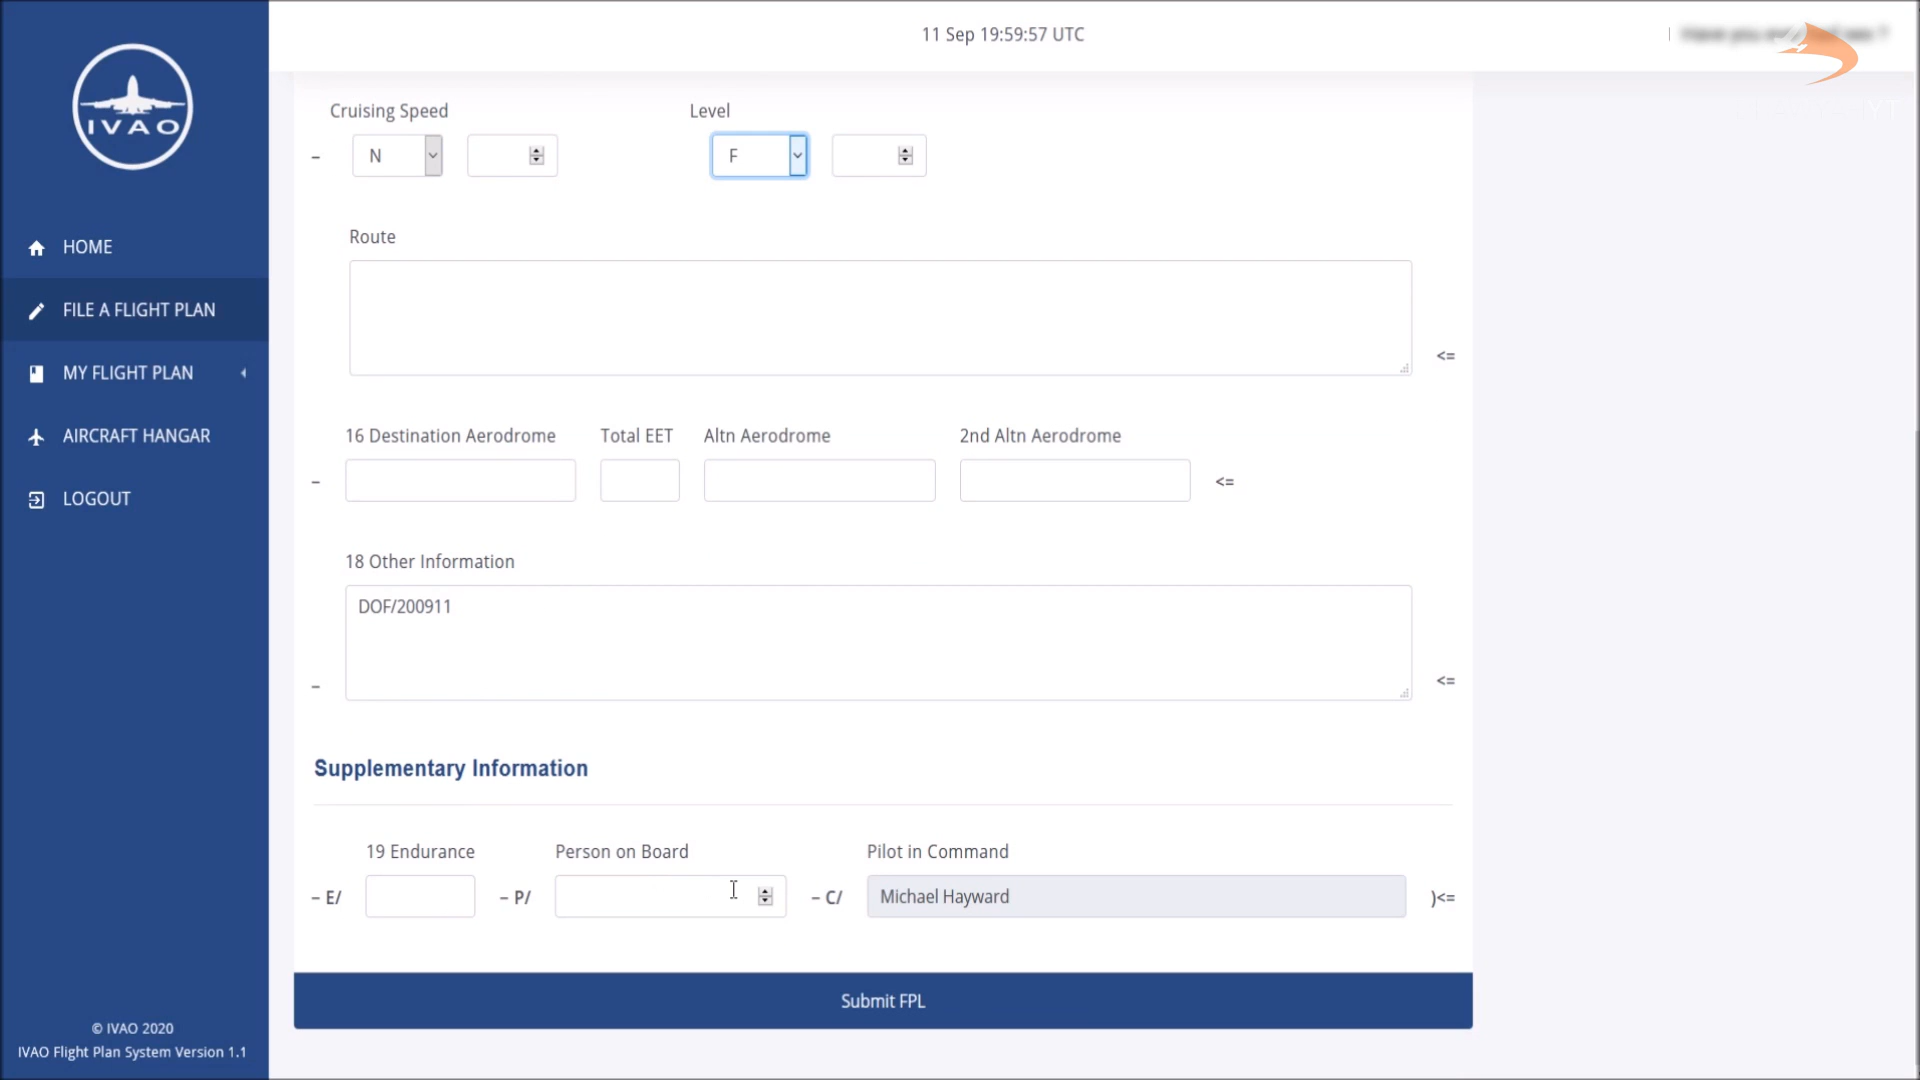 11 Sep 19:59:57 UTC
IVAO
HOME
FILE A FLIGHT PLAN
MY FLIGHT PLAN
AIRCRAFT HANGAR
LOGOUT
© IVAO 2020
IVAO Flight Plan System Version 1.1
Cruising Speed Level
– N F
Route
<=
16 Destination Aerodrome Total EET Altn Aerodrome 2nd Altn Aerodrome
– <=
18 Other Information
DOF/200911
– <=
Supplementary Information
19 Endurance Person on Board Pilot in Command
– E/ – P/ – C/ Michael Hayward )<=
Submit FPL